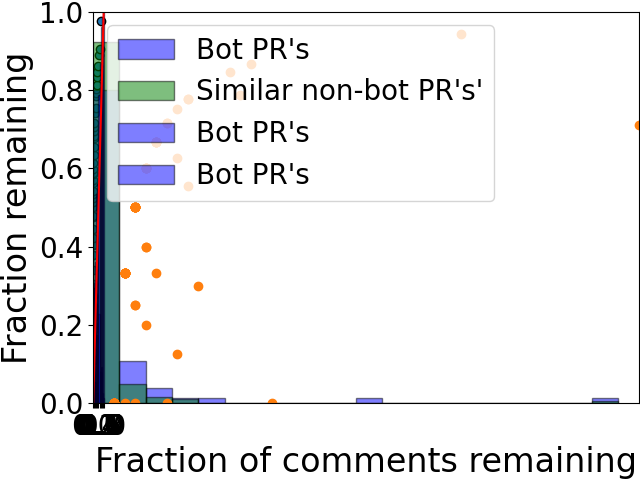 1.0
0.8
0.6
0.4
0.2
0.0
Fraction remaining
Bot PR's
Similar non-bot PR's'
Bot PR's
Bot PR's
Fraction of comments remaining